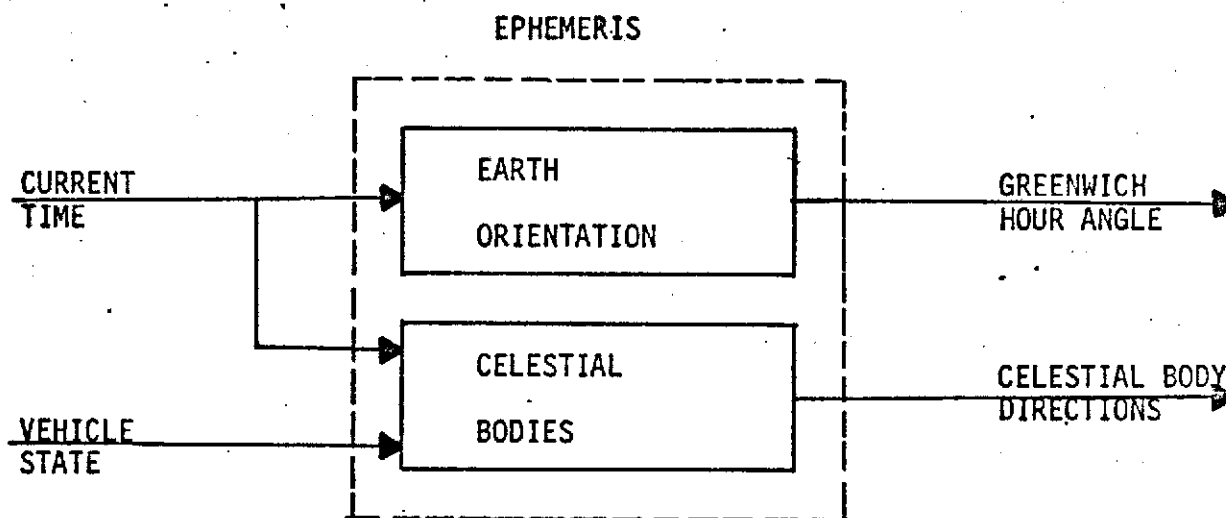 EPHEMERIS
CURRENT
TIME
EARTH
ORIENTATION
GREENWICH
HOUR ANGLE
VEHICLE
STATE
CELESTIAL
BODIES
CELESTIAL BODY
DIRECTIONS